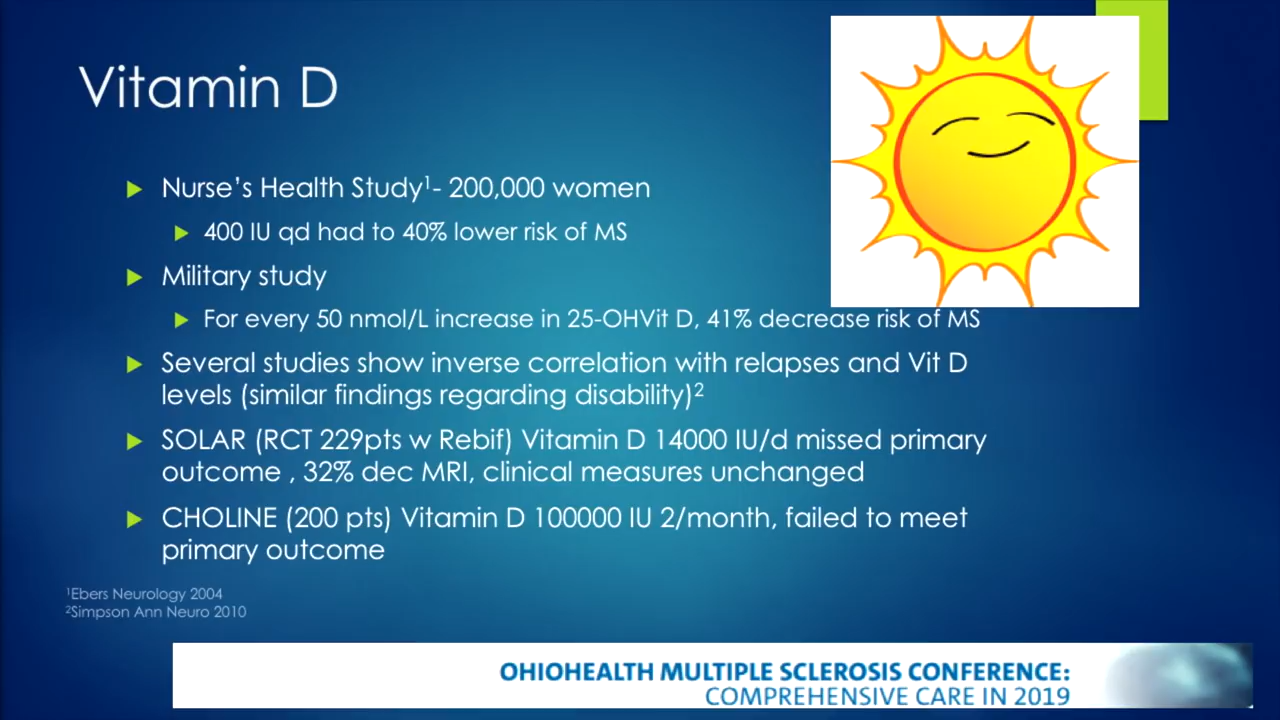 Vitamin D
Nurse's Health Study¹- 200,000 women
400 IU qd had to 40% lower risk of MS
Military study
For every 50 nmol/L increase in 25-OHVit D, 41% decrease risk of MS
Several studies show inverse correlation with relapses and Vit D
levels (similar findings regarding disability)²
SOLAR (RCT 229pts w Rebif) Vitamin D 14000 IU/d missed primary
outcome , 32% dec MRI, clinical measures unchanged
CHOLINE (200 pts) Vitamin D 100000 IU 2/month, failed to meet
primary outcome
¹Ebers Neurology 2004
²Simpson Ann Neuro 2010
OHIOHEALTH MULTIPLE SCLEROSIS CONFERENCE:
COMPREHENSIVE CARE IN 2019